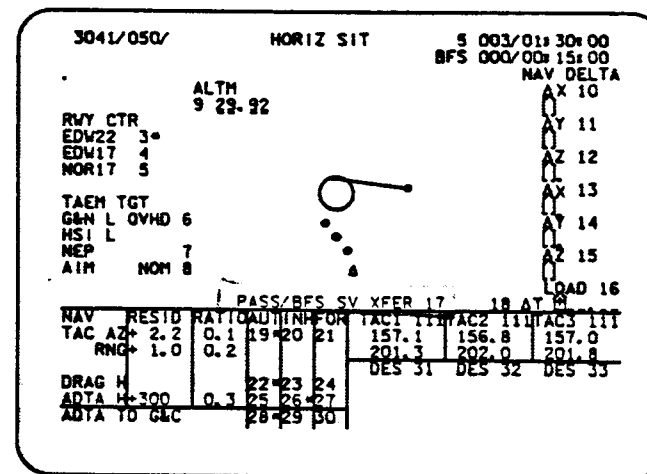 3041/050/ HORIZ SIT 5 003/01:30:00
BFS 000/00:15:00
NAV DELTA
ALTM
9 29.92
ΔX 10
RWY CTR
EDW22 3*
ΔY 11
EDW17 4
NOR17 5
ΔZ 12
ΔX 13
TAEM TGT
G&N L OVHD 6
ΔY 14
HSI L
NEP 7
ΔZ 15
AIM NOM 8
LOAD 16
PASS/BFS SV XFER 17 18 ΔT
NAV RESID RATIO AUT INH FOR TAC1 111 TAC2 111 TAC3 111
TAC AZ+ 2.2 0.1 19*20 21 157.1 156.8 157.0
RNG+ 1.0 0.2 201.3 202.0 201.8
DES 31 DES 32 DES 33
DRAG H 22*23 24
ADTA H+300 0.3 25 26*27
ADTA TO G&C 28*29 30